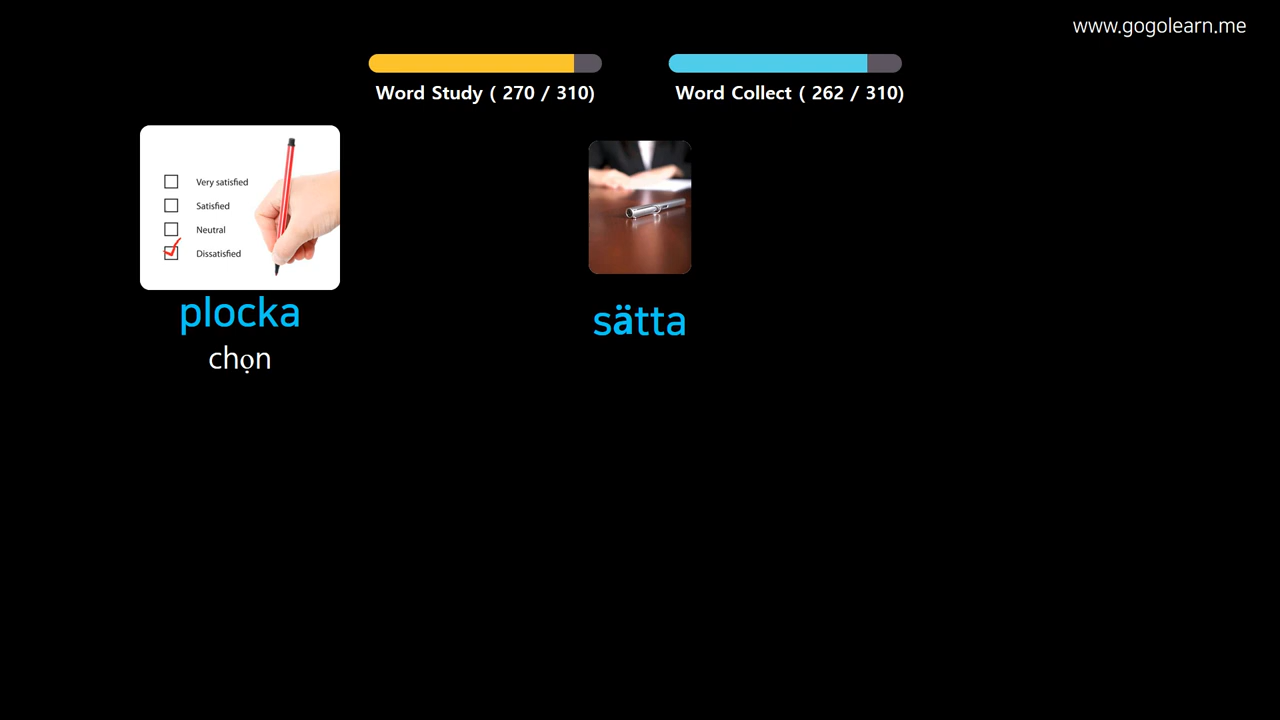 www.gogolearn.me
Word Study ( 270 / 310)
Word Collect ( 262 / 310)
Very satisfied
Satisfied
Neutral
Dissatisfied
plocka
chọn
sätta